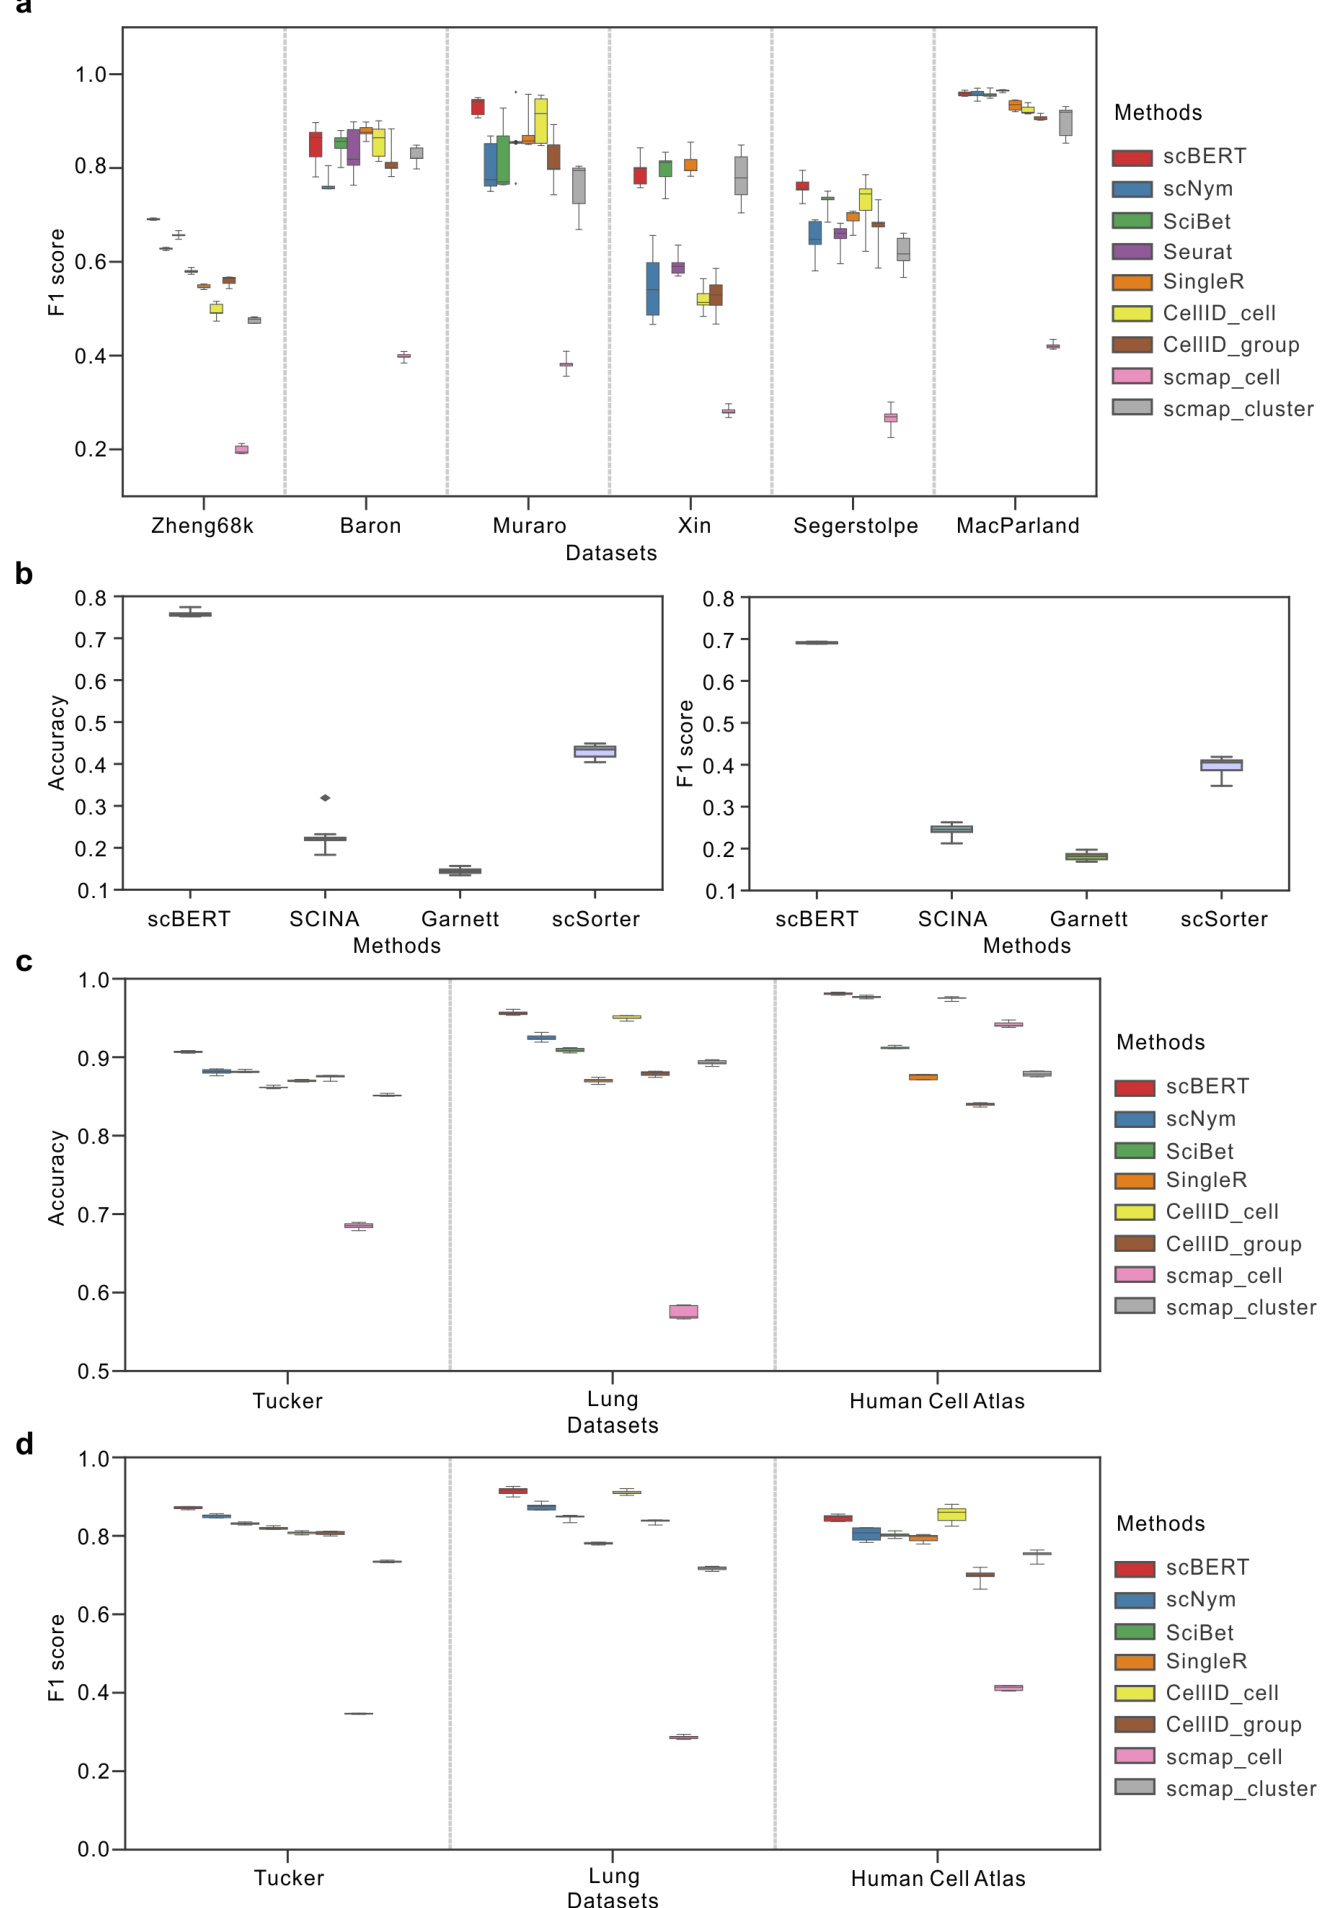 a
1.0
0.8
0.6
0.4
0.2
F1 score
Zheng68k Baron Muraro Xin Segerstolpe MacParland
Datasets
Methods
scBERT
scNym
SciBet
Seurat
SingleR
CellID_cell
CellID_group
scmap_cell
scmap_cluster
b
0.8
0.7
0.6
0.5
0.4
0.3
0.2
0.1
Accuracy
scBERT SCINA Garnett scSorter
Methods
0.8
0.7
0.6
0.5
0.4
0.3
0.2
0.1
F1 score
scBERT SCINA Garnett scSorter
Methods
c
1.0
0.9
0.8
0.7
0.6
0.5
Accuracy
Tucker Lung Human Cell Atlas
Datasets
Methods
scBERT
scNym
SciBet
SingleR
CellID_cell
CellID_group
scmap_cell
scmap_cluster
d
1.0
0.8
0.6
0.4
0.2
0.0
F1 score
Tucker Lung Human Cell Atlas
Datasets
Methods
scBERT
scNym
SciBet
SingleR
CellID_cell
CellID_group
scmap_cell
scmap_cluster